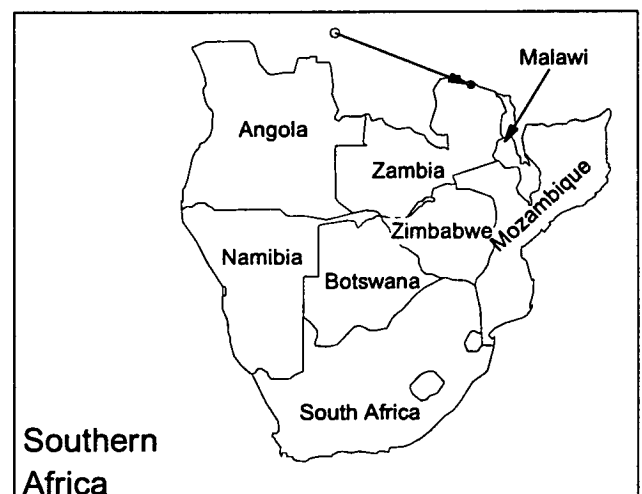 Malawi
Angola
Zambia
Mozambique
Zimbabwe
Namibia
Botswana
South Africa
Southern
Africa